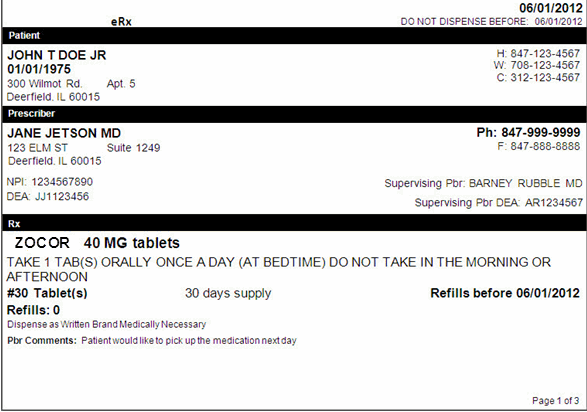 06/01/2012
eRx DO NOT DISPENSE BEFORE: 06/01/2012
Patient
JOHN T DOE JR H: 847-123-4567
01/01/1975 W: 708-123-4567
300 Wilmot Rd. Apt. 5 C: 312-123-4567
Deerfield, IL 60015
Prescriber
JANE JETSON MD Ph: 847-999-9999
123 ELM ST Suite 1249 F: 847-888-8888
Deerfield, IL 60015
NPI: 1234567890 Supervising Pbr: BARNEY RUBBLE MD
DEA: JJ1123456 Supervising Pbr DEA: AR1234567
Rx
ZOCOR 40 MG tablets
TAKE 1 TAB(S) ORALLY ONCE A DAY (AT BEDTIME) DO NOT TAKE IN THE MORNING OR
AFTERNOON
#30 Tablet(s) 30 days supply Refills before 06/01/2012
Refills: 0
Dispense as Written Brand Medically Necessary
Pbr Comments: Patient would like to pick up the medication next day
Page 1 of 3